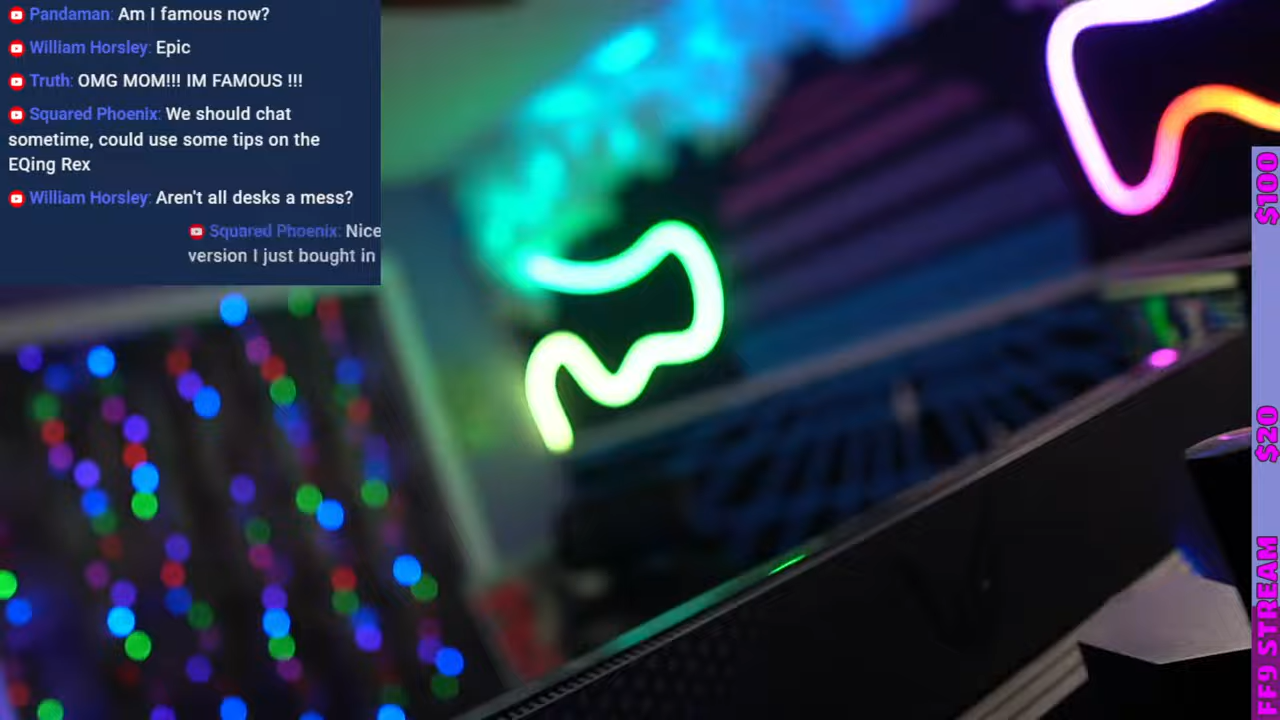 Pandaman: Am I famous now?
William Horsley: Epic
Truth: OMG MOM!!! IM FAMOUS !!!
Squared Phoenix: We should chat
sometime, could use some tips on the
EQing Rex
William Horsley: Aren't all desks a mess?
Squared Phoenix: Nice
version I just bought in
$100
$20
FF9 STREAM